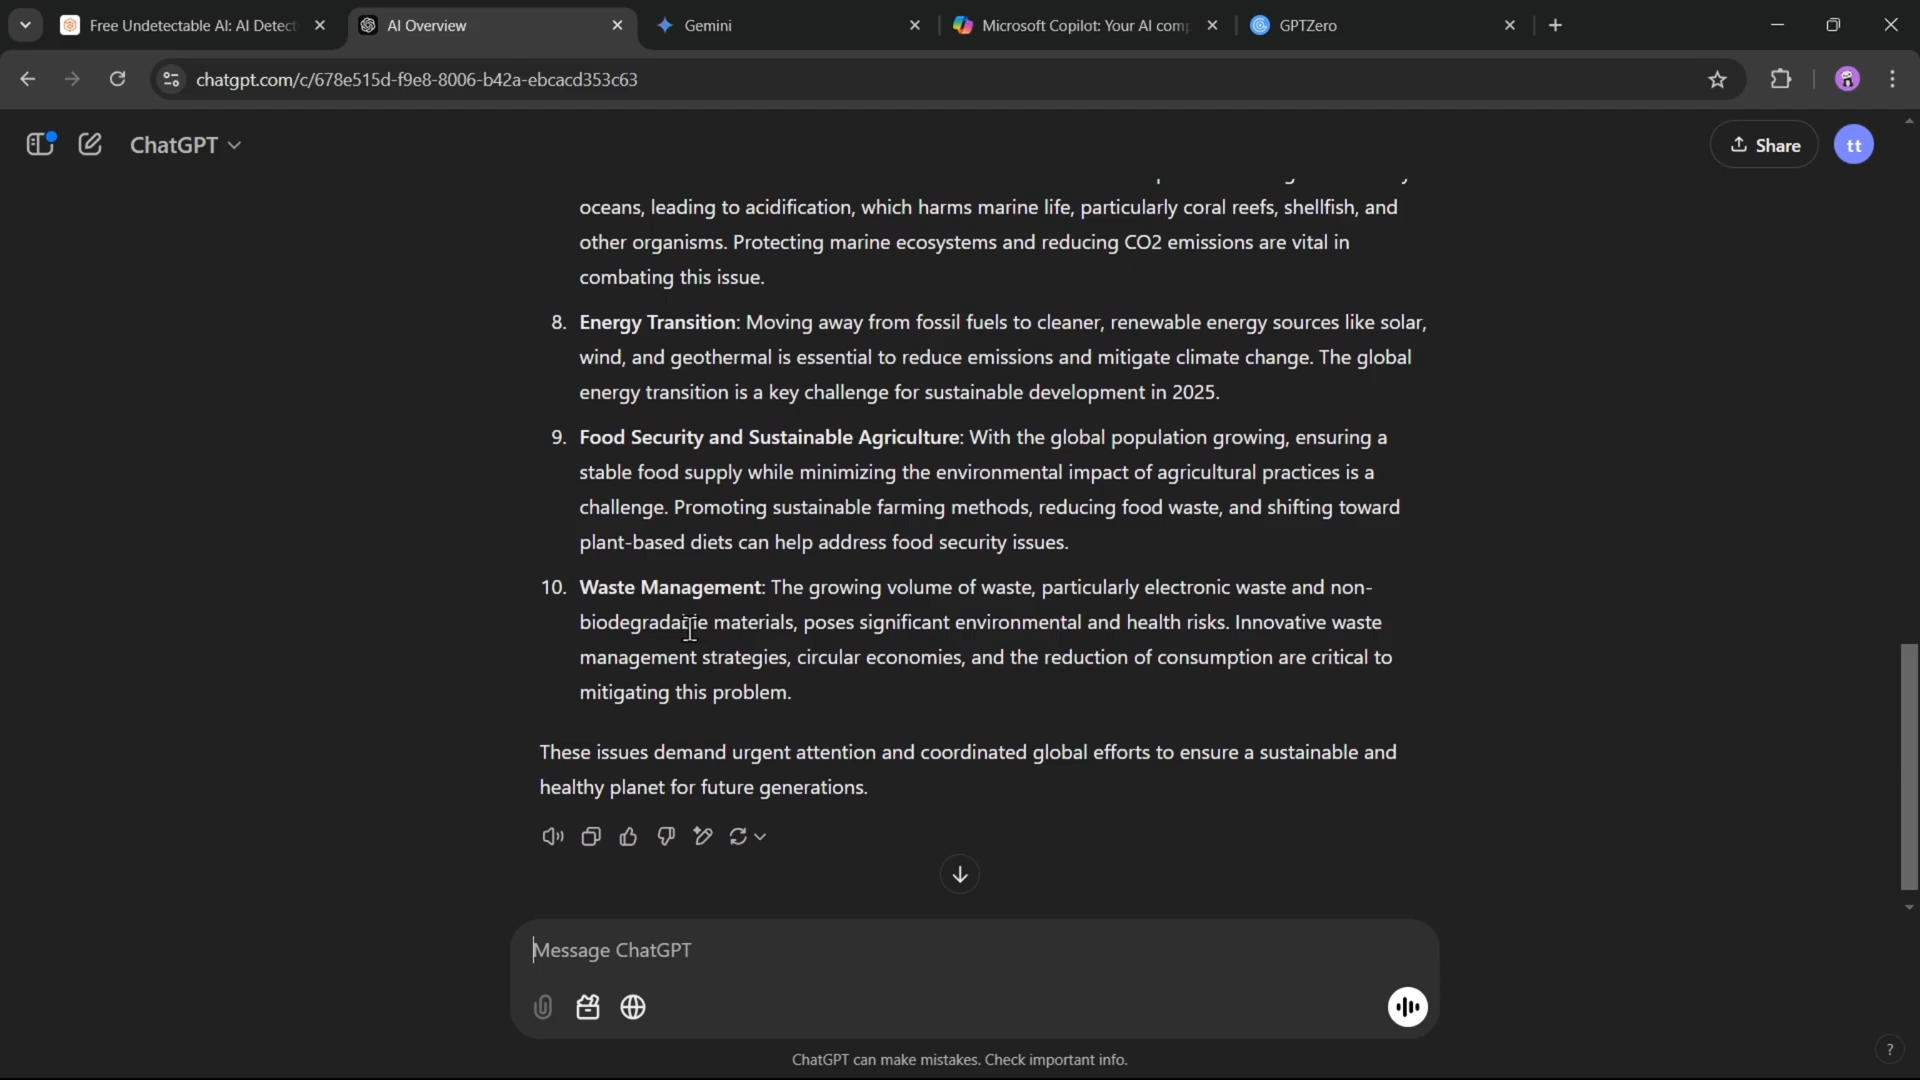 Free Undetectable AI: AI Detect
AI Overview
Gemini
Microsoft Copilot: Your AI comp
GPTZero
chatgpt.com/c/678e515d-f9e8-8006-b42a-ebcacd353c63
ChatGPT
Share
tt
oceans, leading to acidification, which harms marine life, particularly coral reefs, shellfish, and
other organisms. Protecting marine ecosystems and reducing CO2 emissions are vital in
combating this issue.
8. Energy Transition: Moving away from fossil fuels to cleaner, renewable energy sources like solar,
wind, and geothermal is essential to reduce emissions and mitigate climate change. The global
energy transition is a key challenge for sustainable development in 2025.
9. Food Security and Sustainable Agriculture: With the global population growing, ensuring a
stable food supply while minimizing the environmental impact of agricultural practices is a
challenge. Promoting sustainable farming methods, reducing food waste, and shifting toward
plant-based diets can help address food security issues.
10. Waste Management: The growing volume of waste, particularly electronic waste and non-
biodegradable materials, poses significant environmental and health risks. Innovative waste
management strategies, circular economies, and the reduction of consumption are critical to
mitigating this problem.
These issues demand urgent attention and coordinated global efforts to ensure a sustainable and
healthy planet for future generations.
Message ChatGPT
ChatGPT can make mistakes. Check important info.
?